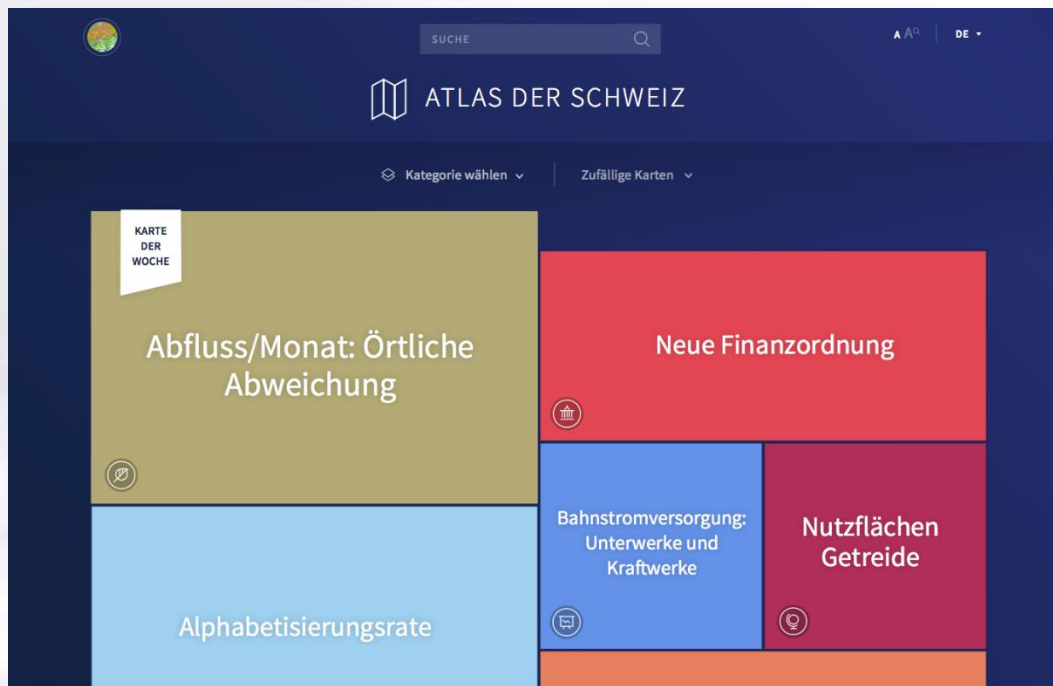 SUCHE
A A
DE
ATLAS DER SCHWEIZ
Kategorie wählen
Zufällige Karten
KARTE
DER
WOCHE
Abfluss/Monat: Örtliche
Abweichung
Neue Finanzordnung
Bahnstromversorgung:
Unterwerke und
Kraftwerke
Nutzflächen
Getreide
Alphabetisierungsrate